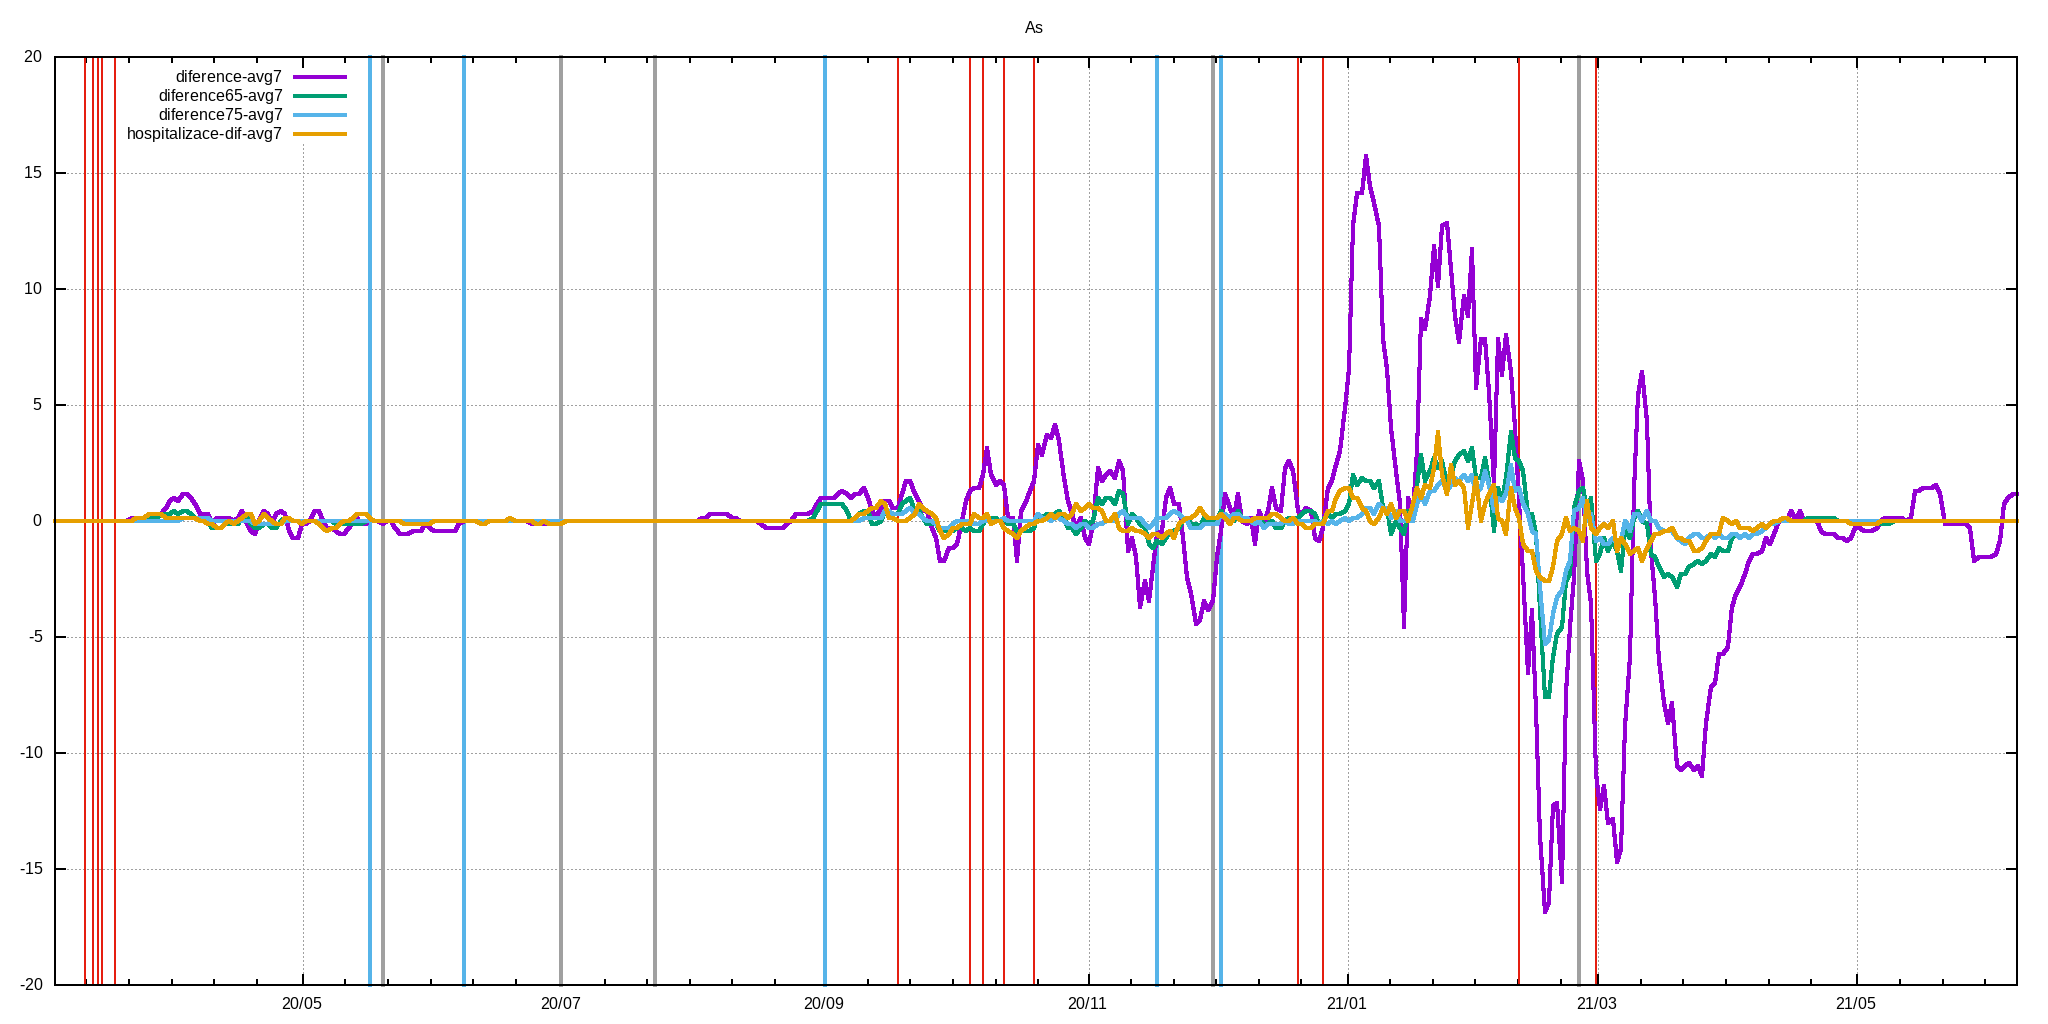 As
20
diference-avg7
diference65-avg7
diference75-avg7
hospitalizace-dif-avg7
15
10
5
0
-5
-10
-15
-20
20/05 20/07 20/09 20/11 21/01 21/03 21/05